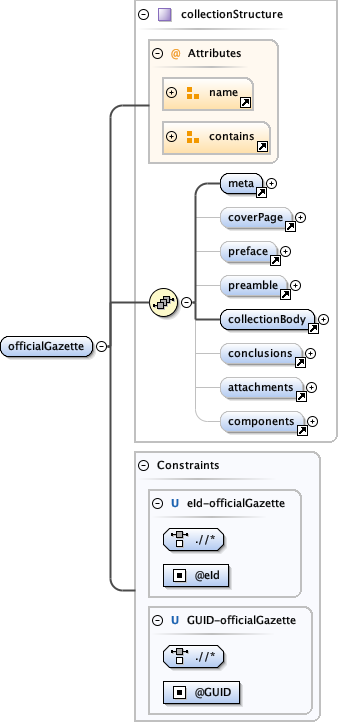 collectionStructure
@ Attributes
name
contains
meta
coverPage
preface
preamble
officialGazette
collectionBody
conclusions
attachments
components
Constraints
U eId-officialGazette
.//*
@eId
U GUID-officialGazette
.//*
@GUID